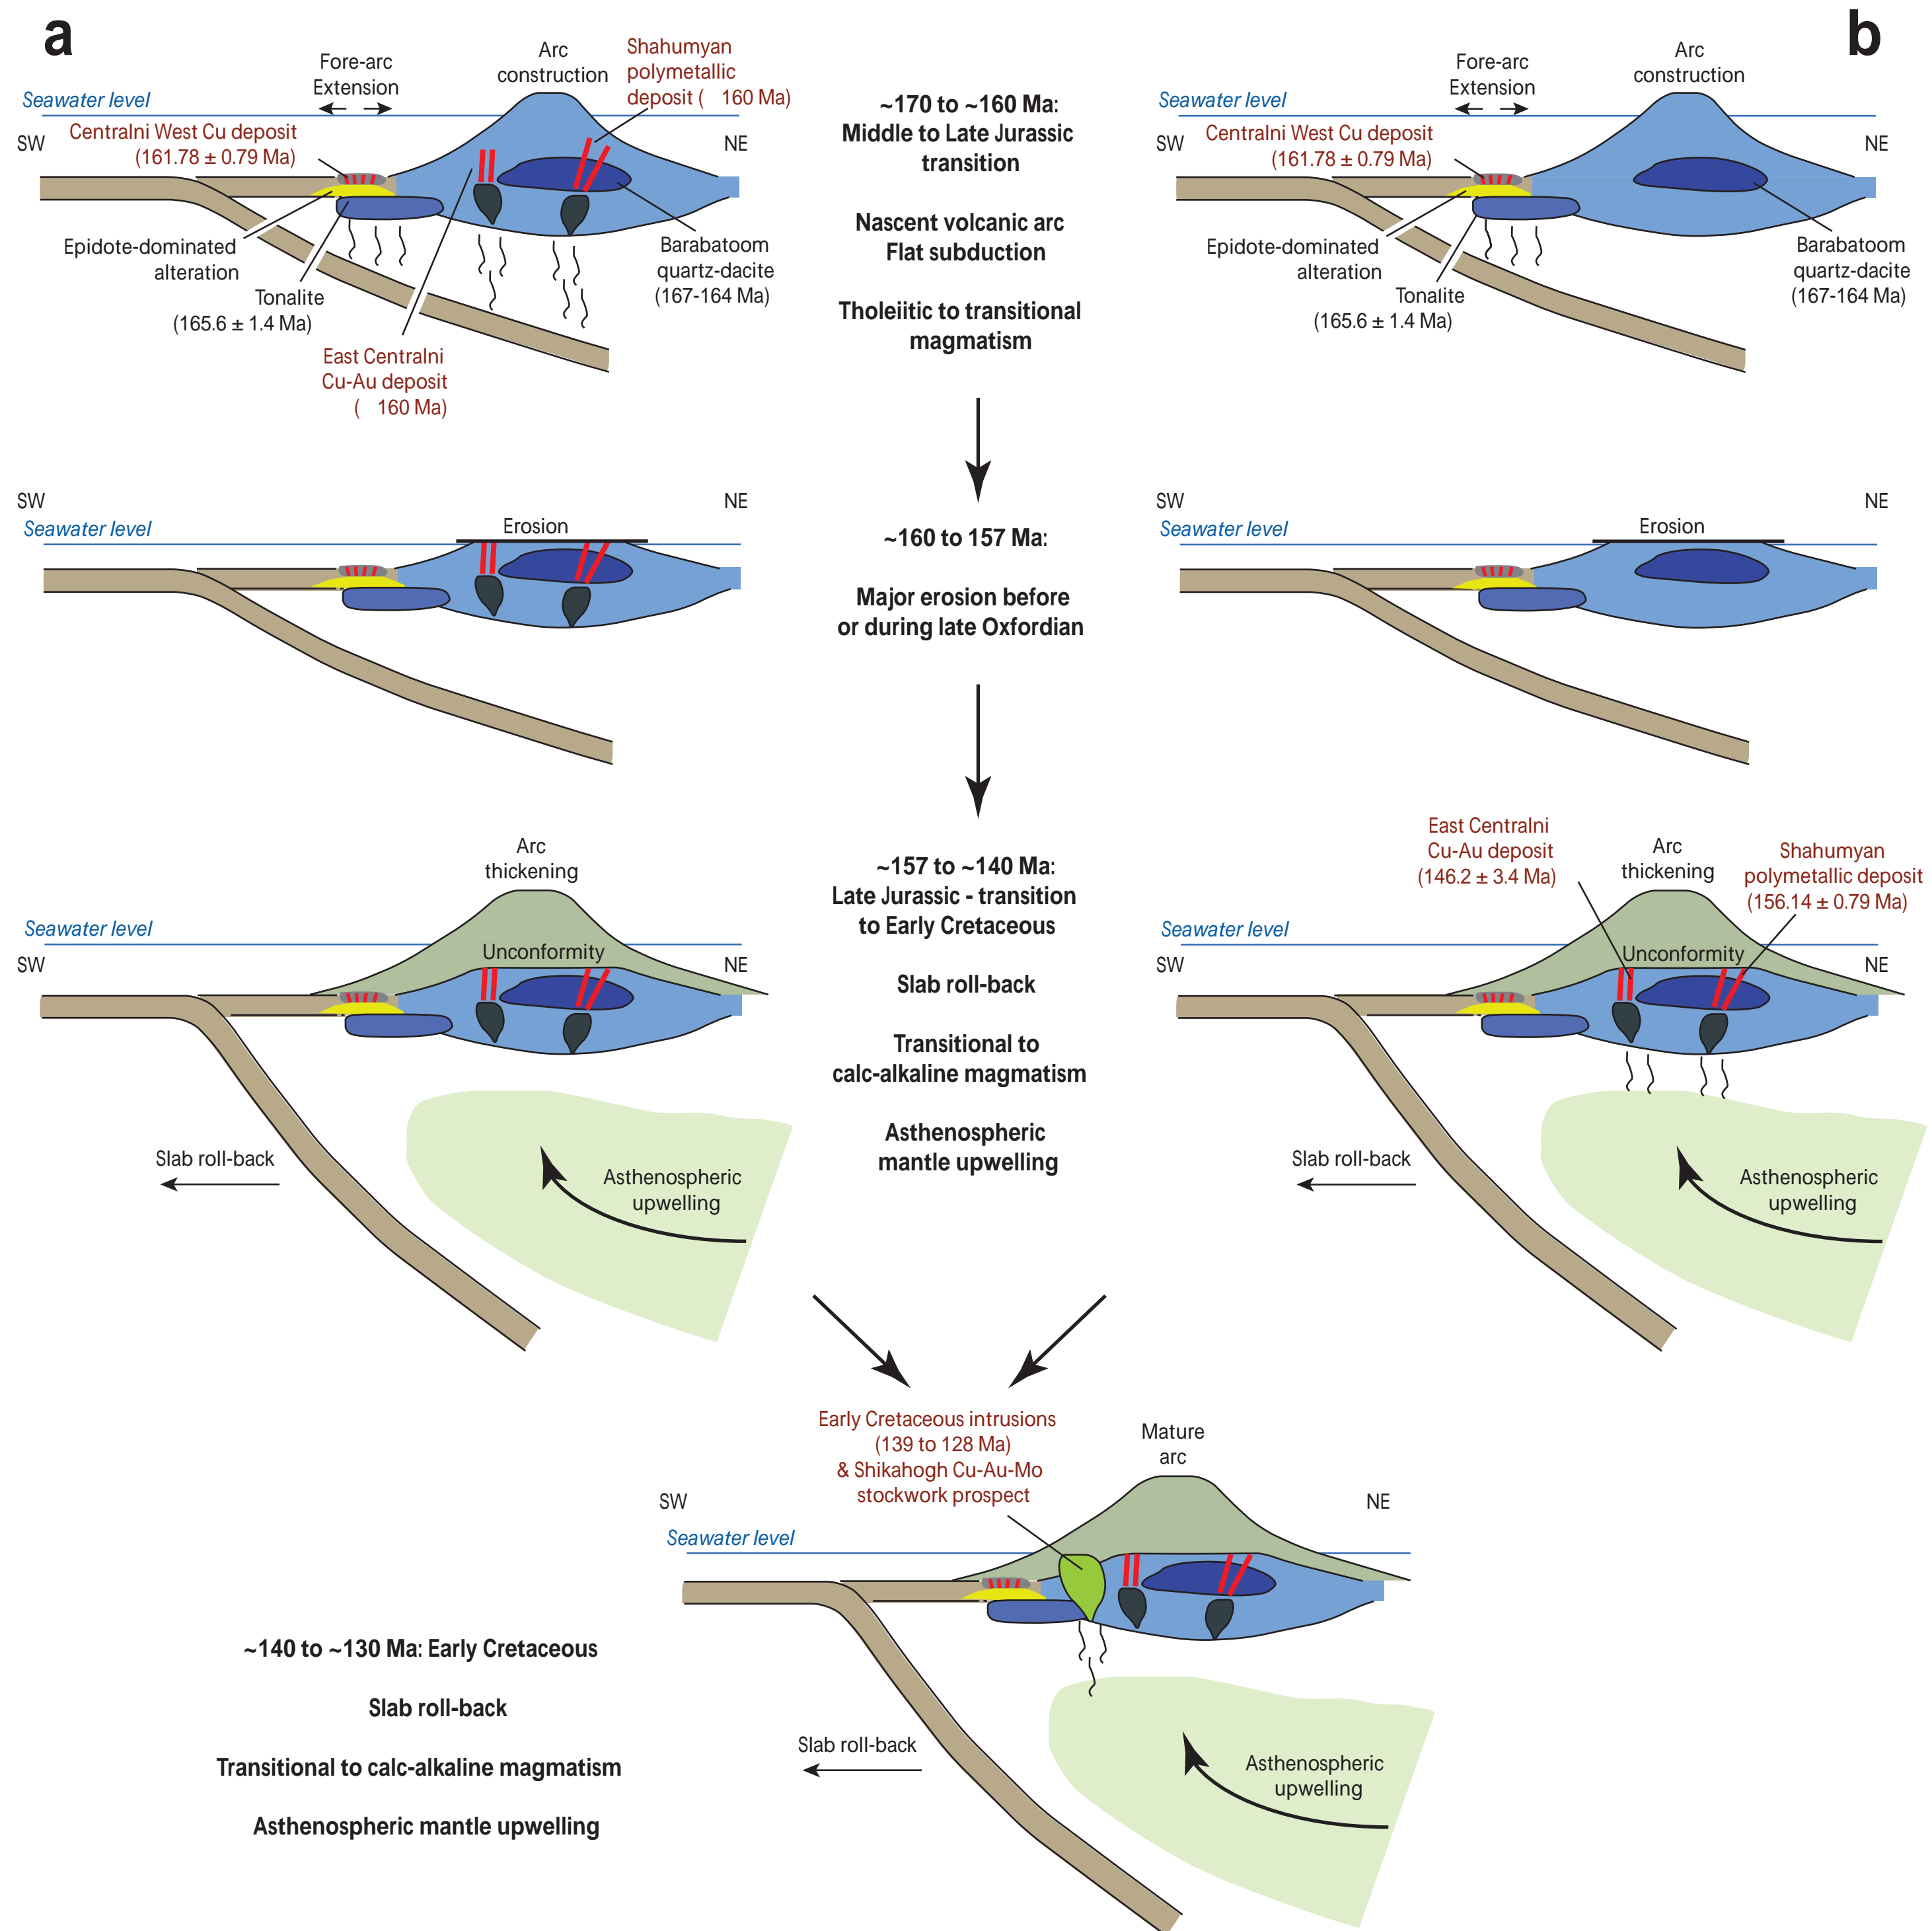 a
b
Fore-arc
Extension
Arc
construction
Shahumyan
polymetallic
deposit ( 160 Ma)
Seawater level
SW
NE
Centralni West Cu deposit
(161.78 ± 0.79 Ma)
Epidote-dominated
alteration
Tonalite
(165.6 ± 1.4 Ma)
East Centralni
Cu-Au deposit
( 160 Ma)
Barabatoom
quartz-dacite
(167-164 Ma)
~170 to ~160 Ma:
Middle to Late Jurassic
transition
Nascent volcanic arc
Flat subduction
Tholeiitic to transitional
magmatism
Fore-arc
Extension
Arc
construction
Seawater level
SW
NE
Centralni West Cu deposit
(161.78 ± 0.79 Ma)
Epidote-dominated
alteration
Tonalite
(165.6 ± 1.4 Ma)
Barabatoom
quartz-dacite
(167-164 Ma)
SW
NE
Seawater level
Erosion
~160 to 157 Ma:
Major erosion before
or during late Oxfordian
SW
NE
Seawater level
Erosion
Arc
thickening
Seawater level
SW
Unconformity
NE
Slab roll-back
Asthenospheric
upwelling
~157 to ~140 Ma:
Late Jurassic - transition
to Early Cretaceous
Slab roll-back
Transitional to
calc-alkaline magmatism
Asthenospheric
mantle upwelling
East Centralni
Cu-Au deposit
(146.2 ± 3.4 Ma)
Arc
thickening
Shahumyan
polymetallic deposit
(156.14 ± 0.79 Ma)
Seawater level
SW
Unconformity
NE
Slab roll-back
Asthenospheric
upwelling
Early Cretaceous intrusions
(139 to 128 Ma)
& Shikahogh Cu-Au-Mo
stockwork prospect
Mature
arc
SW
NE
Seawater level
Slab roll-back
Asthenospheric
upwelling
~140 to ~130 Ma: Early Cretaceous
Slab roll-back
Transitional to calc-alkaline magmatism
Asthenospheric mantle upwelling